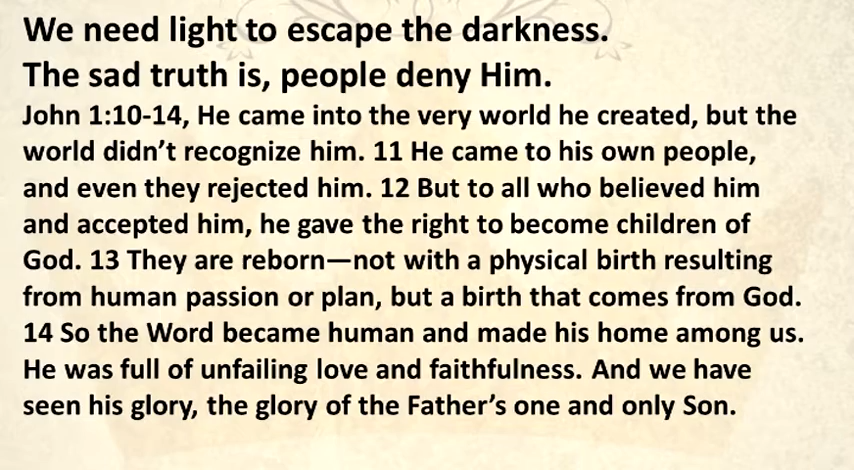 We need light to escape the darkness.
The sad truth is, people deny Him.
John 1:10-14, He came into the very world he created, but the
world didn’t recognize him. 11 He came to his own people,
and even they rejected him. 12 But to all who believed him
and accepted him, he gave the right to become children of
God. 13 They are reborn—not with a physical birth resulting
from human passion or plan, but a birth that comes from God.
14 So the Word became human and made his home among us.
He was full of unfailing love and faithfulness. And we have
seen his glory, the glory of the Father’s one and only Son.